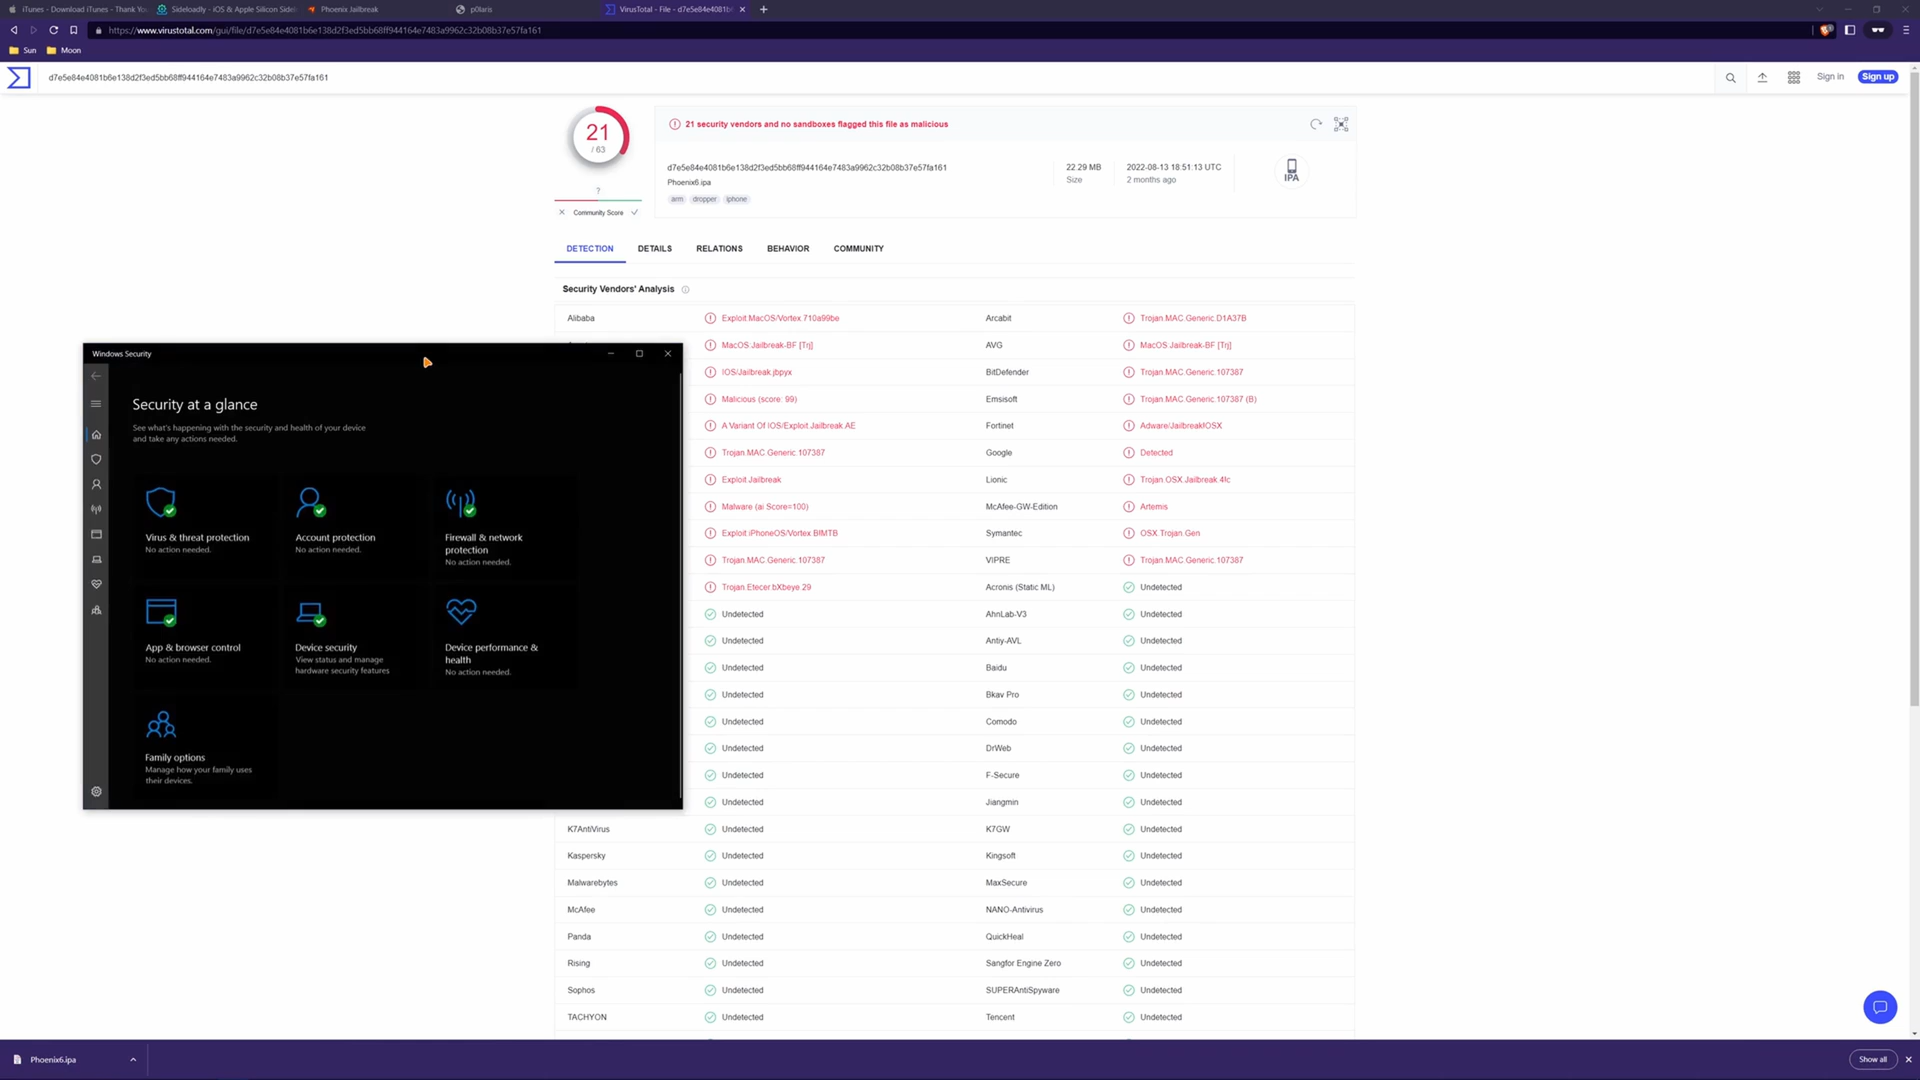 iTunes - Download iTunes - Thank Yo
Sideloadly - iOS & Apple Silicon Side
Phoenix Jailbreak
p0laris
VirusTotal - File - d7e5e84e4081b6
https://www.virustotal.com/gui/file/d7e5e84e4081b6e138d2f3ed5bb68ff944164e7483a9962c32b08b37e57fa161
Sun
Moon
d7e5e84e4081b6e138d2f3ed5bb68ff944164e7483a9962c32b08b37e57fa161
Sign in
Sign up
21
/ 63
?
Community Score
21 security vendors and no sandboxes flagged this file as malicious
d7e5e84e4081b6e138d2f3ed5bb68ff944164e7483a9962c32b08b37e57fa161
Phoenix6.ipa
arm dropper iphone
22.29 MB
Size
2022-08-13 18:51:13 UTC
2 months ago
IPA
DETECTION DETAILS RELATIONS BEHAVIOR COMMUNITY
Security Vendors' Analysis
Alibaba Exploit:MacOS/Vortex.710a99be Arcabit Trojan.MAC.Generic.D1A37B
MacOS:Jailbreak-BF [Trj] AVG MacOS:Jailbreak-BF [Trj]
IOS/Jailbreak.jbpyx BitDefender Trojan.MAC.Generic.107387
Malicious (score: 99) Emsisoft Trojan.MAC.Generic.107387 (B)
A Variant Of IOS/Exploit.Jailbreak.AE Fortinet Adware/Jailbreak!OSX
Trojan.MAC.Generic.107387 Google Detected
Exploit.Jailbreak Lionic Trojan.OSX.Jailbreak.4!c
Malware (ai Score=100) McAfee-GW-Edition Artemis
Exploit:iPhoneOS/Vortex.B!MTB Symantec OSX.Trojan.Gen
Trojan.MAC.Generic.107387 VIPRE Trojan.MAC.Generic.107387
Trojan.Etecer.bXbeye.29 Acronis (Static ML) Undetected
Undetected AhnLab-V3 Undetected
Undetected Antiy-AVL Undetected
Undetected Baidu Undetected
Undetected Bkav Pro Undetected
Undetected Comodo Undetected
Undetected DrWeb Undetected
Undetected F-Secure Undetected
Undetected Jiangmin Undetected
K7AntiVirus Undetected K7GW Undetected
Kaspersky Undetected Kingsoft Undetected
Malwarebytes Undetected MaxSecure Undetected
McAfee Undetected NANO-Antivirus Undetected
Panda Undetected QuickHeal Undetected
Rising Undetected Sangfor Engine Zero Undetected
Sophos Undetected SUPERAntiSpyware Undetected
TACHYON Undetected Tencent Undetected
Windows Security
Security at a glance
See what's happening with the security and health of your device
and take any actions needed.
Virus & threat protection
No action needed.
Account protection
No action needed.
Firewall & network
protection
No action needed.
App & browser control
No action needed.
Device security
View status and manage
hardware security features
Device performance &
health
No action needed.
Family options
Manage how your family uses
their devices.
Phoenix6.ipa
Show all